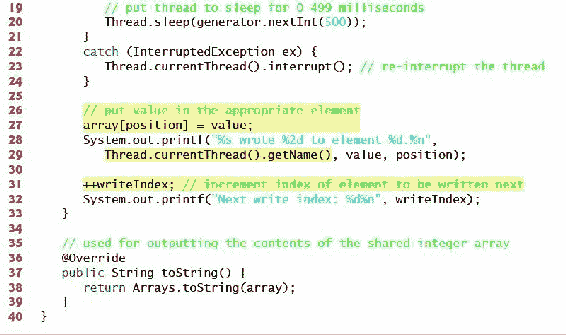 19 // put thread to sleep for 0-499 milliseconds
20 Thread.sleep(generator.nextInt(500));
21 }
22 catch (InterruptedException ex) {
23 Thread.currentThread().interrupt(); // re-interrupt the thread
24 }
25
26 // put value in the appropriate element
27 array[position] = value;
28 System.out.printf("%s wrote %2d to element %d.%n",
29 Thread.currentThread().getName(), value, position);
30
31 ++writeIndex; // increment index of element to be written next
32 System.out.printf("Next write index: %d%n", writeIndex);
33 }
34
35 // used for outputting the contents of the shared integer array
36 @Override
37 public String toString() {
38 return Arrays.toString(array);
39 }
40 }